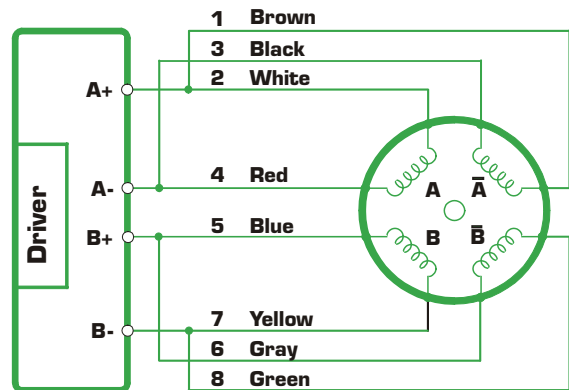 1 Brown
3 Black
2 White
A+
4 Red
A-
A Ā
Driver
B+
5 Blue
B B̄
7 Yellow
B-
6 Gray
8 Green